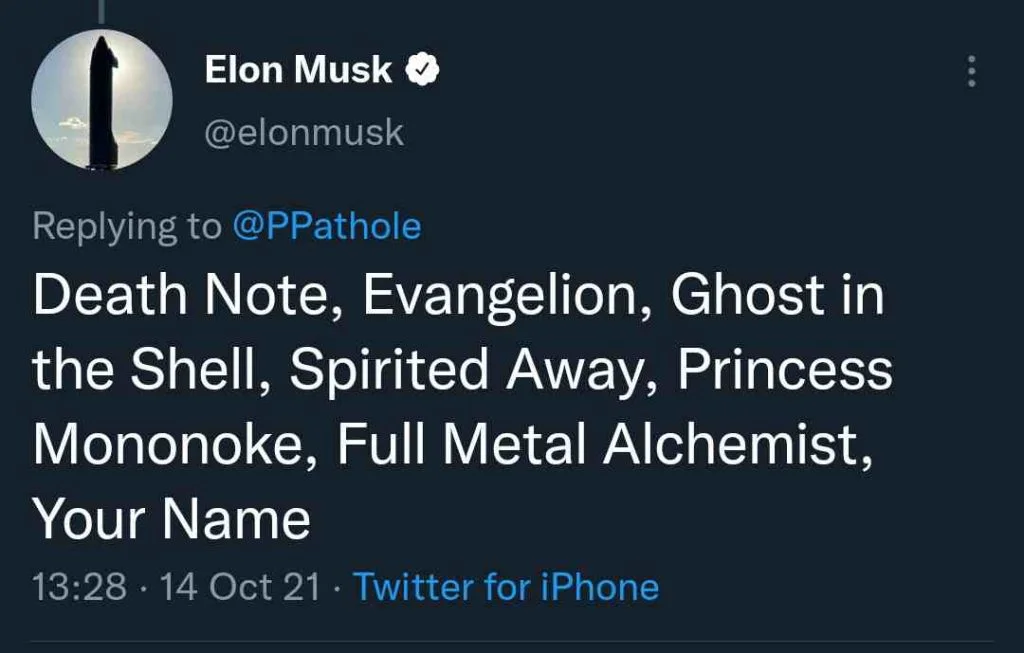 Elon Musk
@elonmusk
Replying to @PPathole
Death Note, Evangelion, Ghost in
the Shell, Spirited Away, Princess
Mononoke, Full Metal Alchemist,
Your Name
13:28 · 14 Oct 21 · Twitter for iPhone